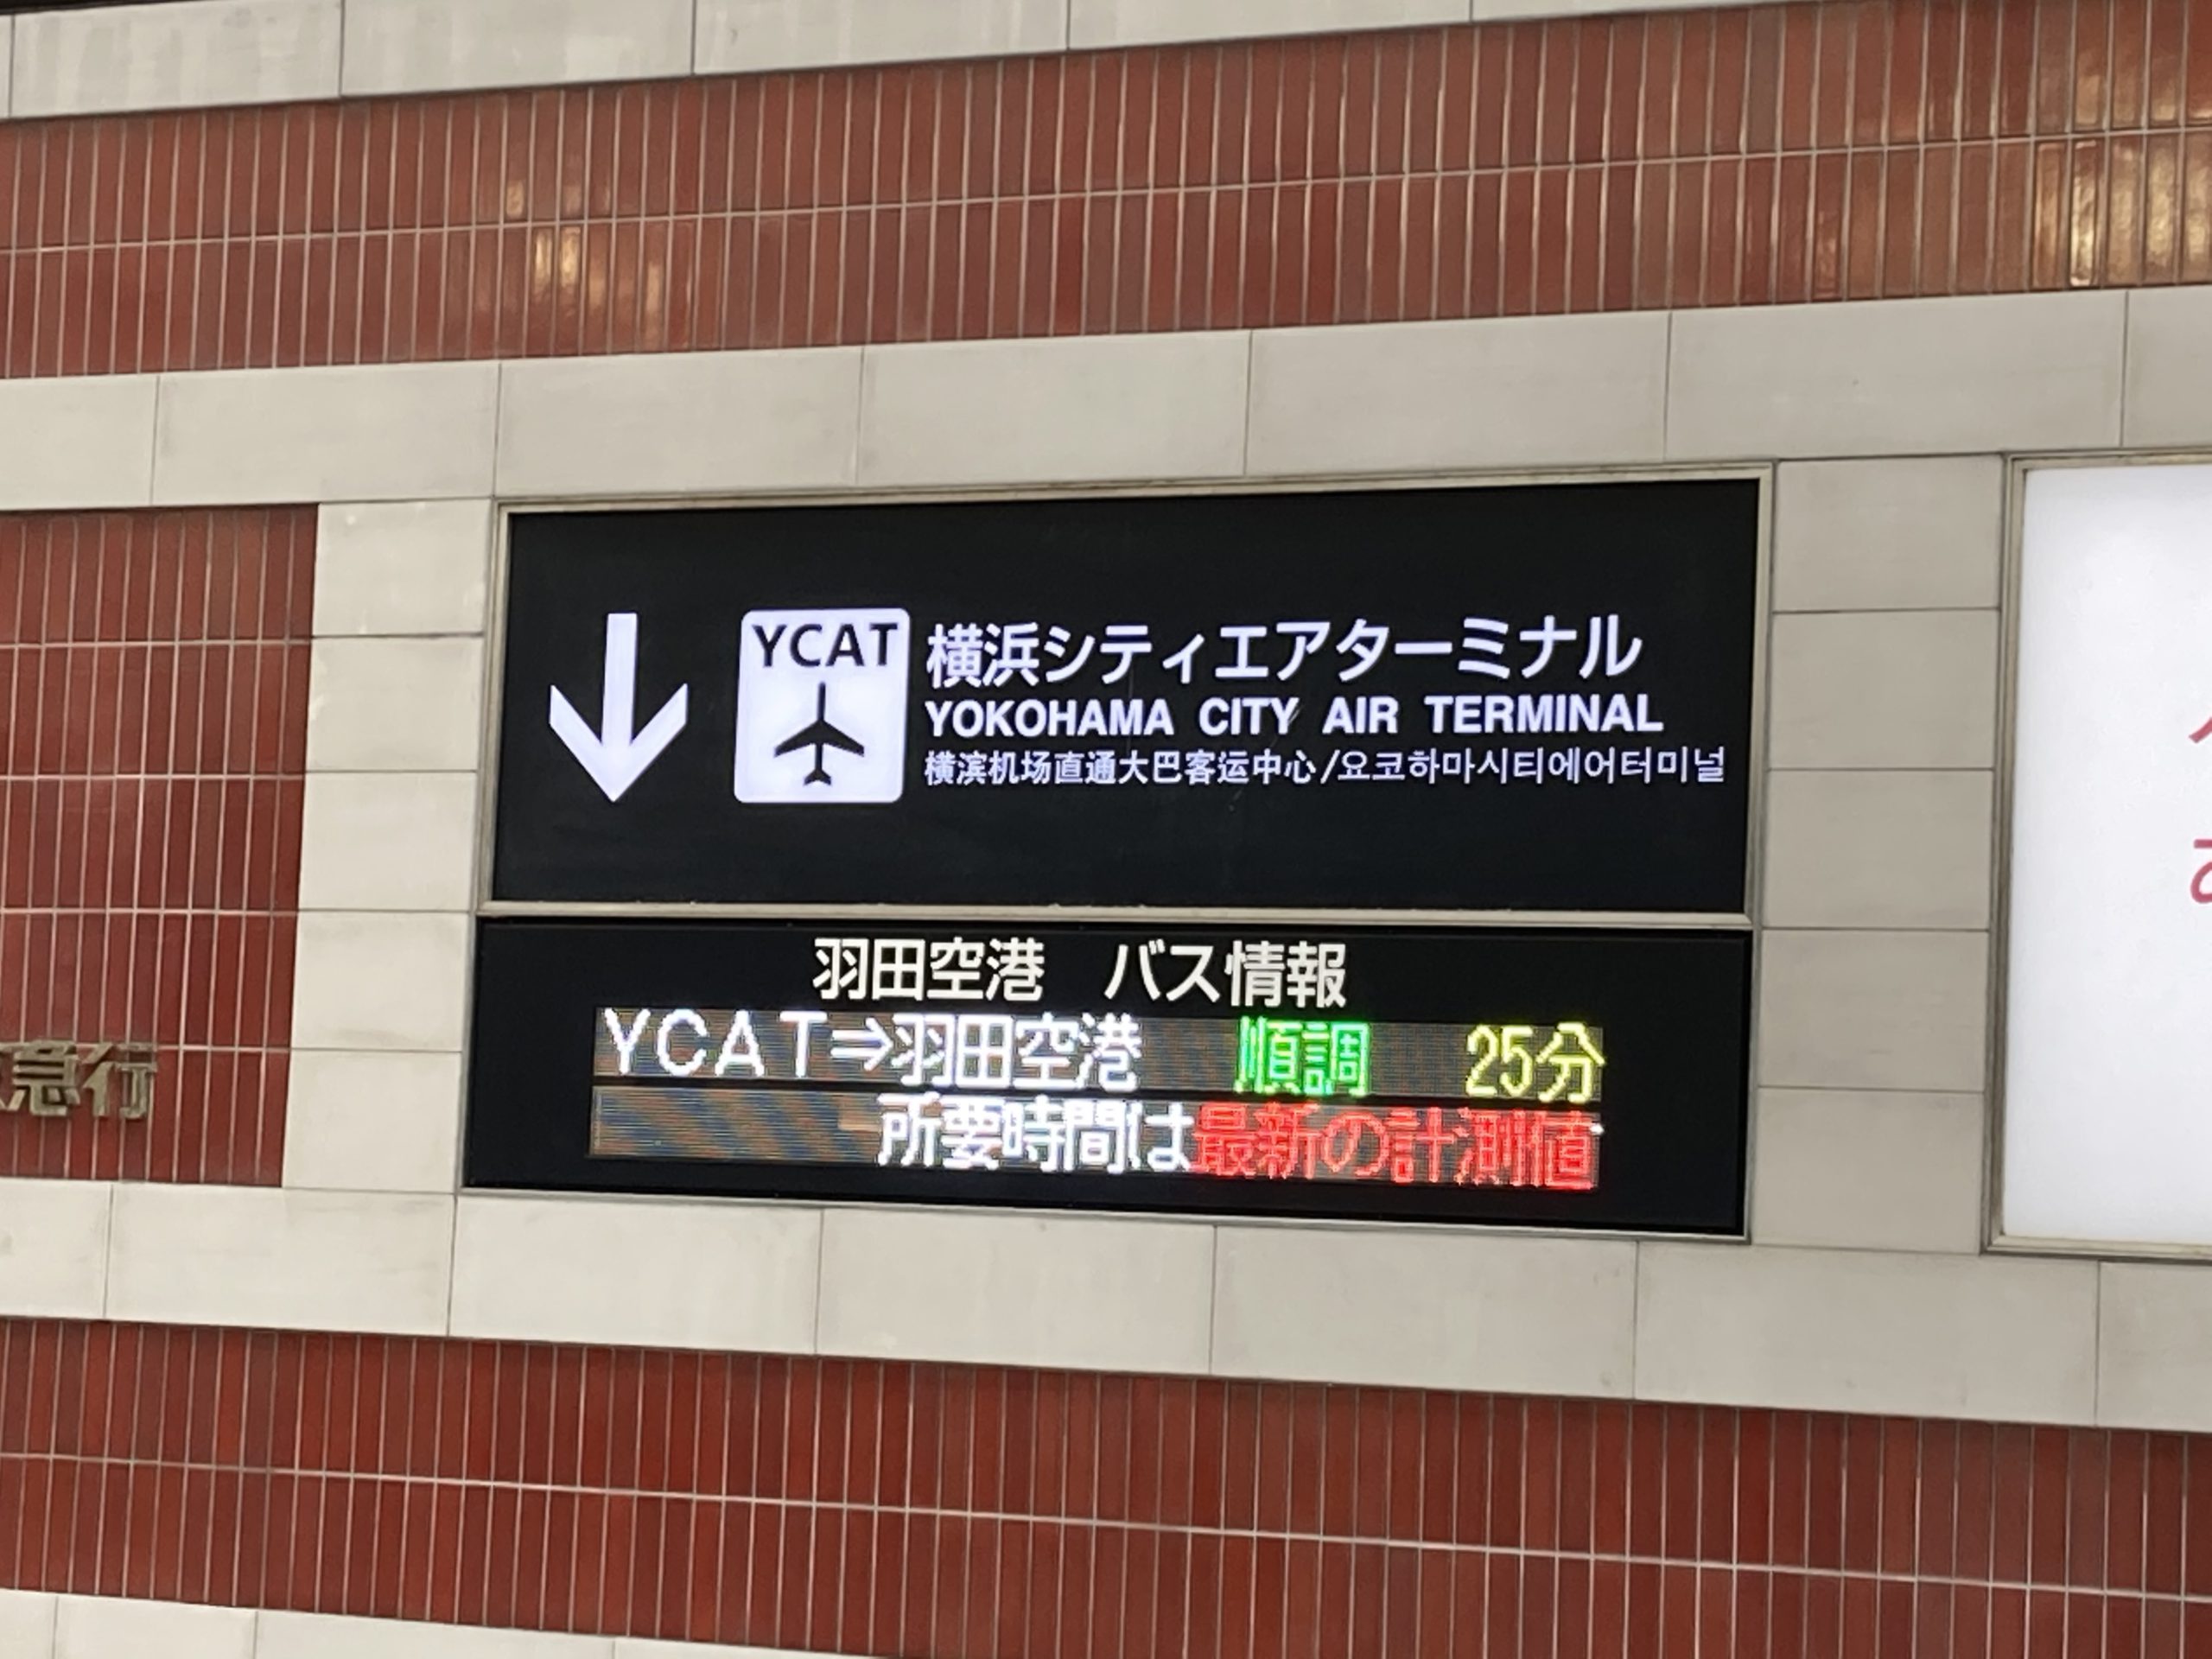 YCAT
横浜シティエアターミナル
YOKOHAMA CITY AIR TERMINAL
横滨机场直通大巴客运中心/요코하마시티에어터미널
羽田空港 バス情報
YCAT⇒羽田空港 順調 25分
所要時間は最新の計測値
急行